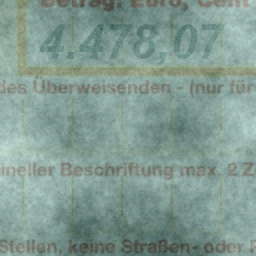 Betrag: Euro, Cent
4.478,07
des Überweisenden - (nur für
ineller Beschriftung max. 2 Z
Stellen, keine Straßen- oder P